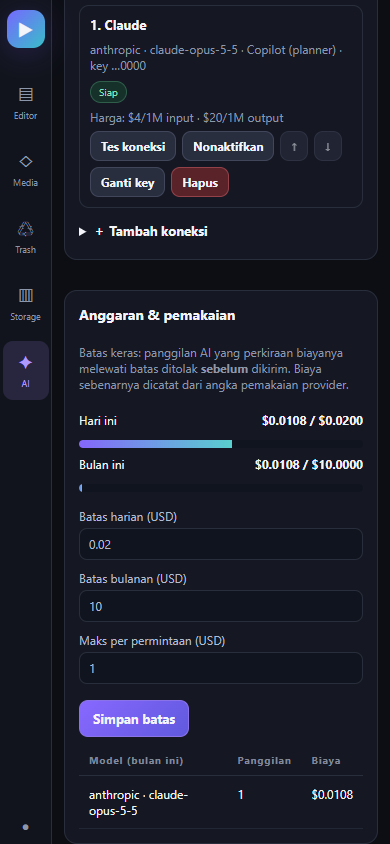 1. Claude
anthropic · claude-opus-5-5 · Copilot (planner) ·
key …0000
Siap
Harga: $4/1M input · $20/1M output
Tes koneksi
Nonaktifkan
↑
↓
Ganti key
Hapus
▶ + Tambah koneksi
Editor
Media
Trash
Storage
AI
Anggaran & pemakaian
Batas keras: panggilan AI yang perkiraan biayanya
melewati batas ditolak sebelum dikirim. Biaya
sebenarnya dicatat dari angka pemakaian provider.
Hari ini $0.0108 / $0.0200
Bulan ini $0.0108 / $10.0000
Batas harian (USD)
0.02
Batas bulanan (USD)
10
Maks per permintaan (USD)
1
Simpan batas
Model (bulan ini) Panggilan Biaya
anthropic · claude- 1 $0.0108
opus-5-5